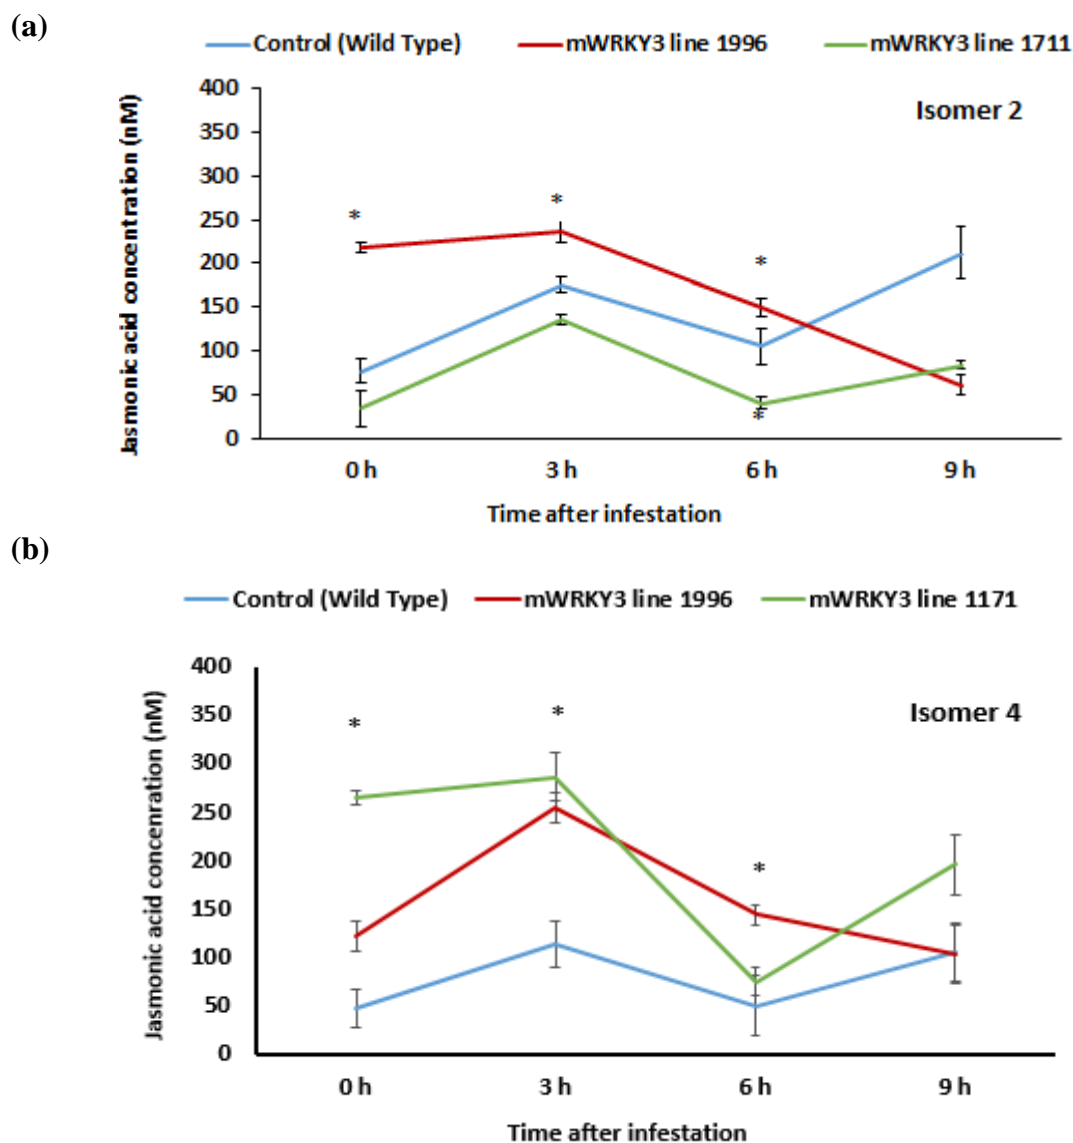 (a)
Control (Wild Type) mWRKY3 line 1996 mWRKY3 line 1711
Isomer 2
Jasmonic acid concentration (nM)
400
350
300
250
200
150
100
50
0
* * * *
0 h 3 h 6 h 9 h
Time after infestation
(b)
Control (Wild Type) mWRKY3 line 1996 mWRKY3 line 1171
Isomer 4
Jasmonic acid concenration (nM)
400
350
300
250
200
150
100
50
0
* * *
0 h 3 h 6 h 9 h
Time after infestation